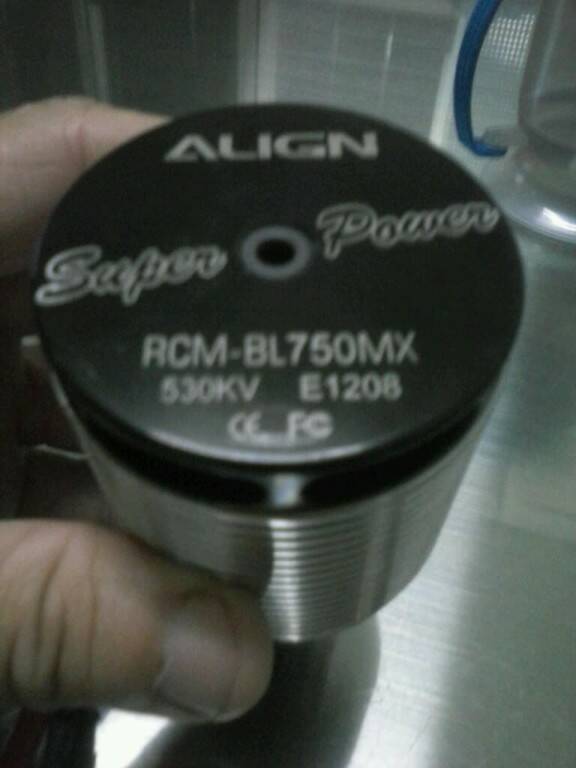 ALIGN
Super Power
RCM-BL750MX
530KV E1208
CE FC